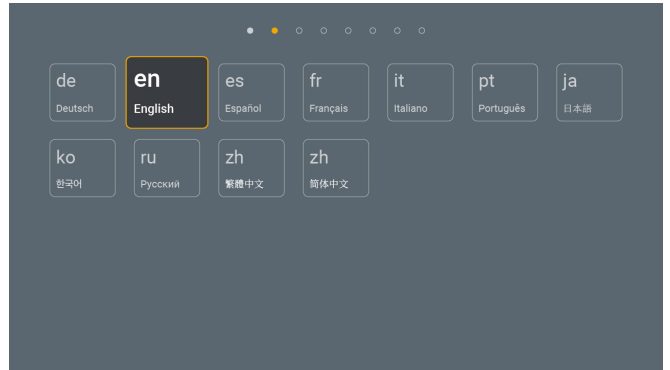 de
Deutsch
en
English
es
Español
fr
Français
it
Italiano
pt
Português
ja
日本語
ko
한국어
ru
Русский
zh
繁體中文
zh
简体中文